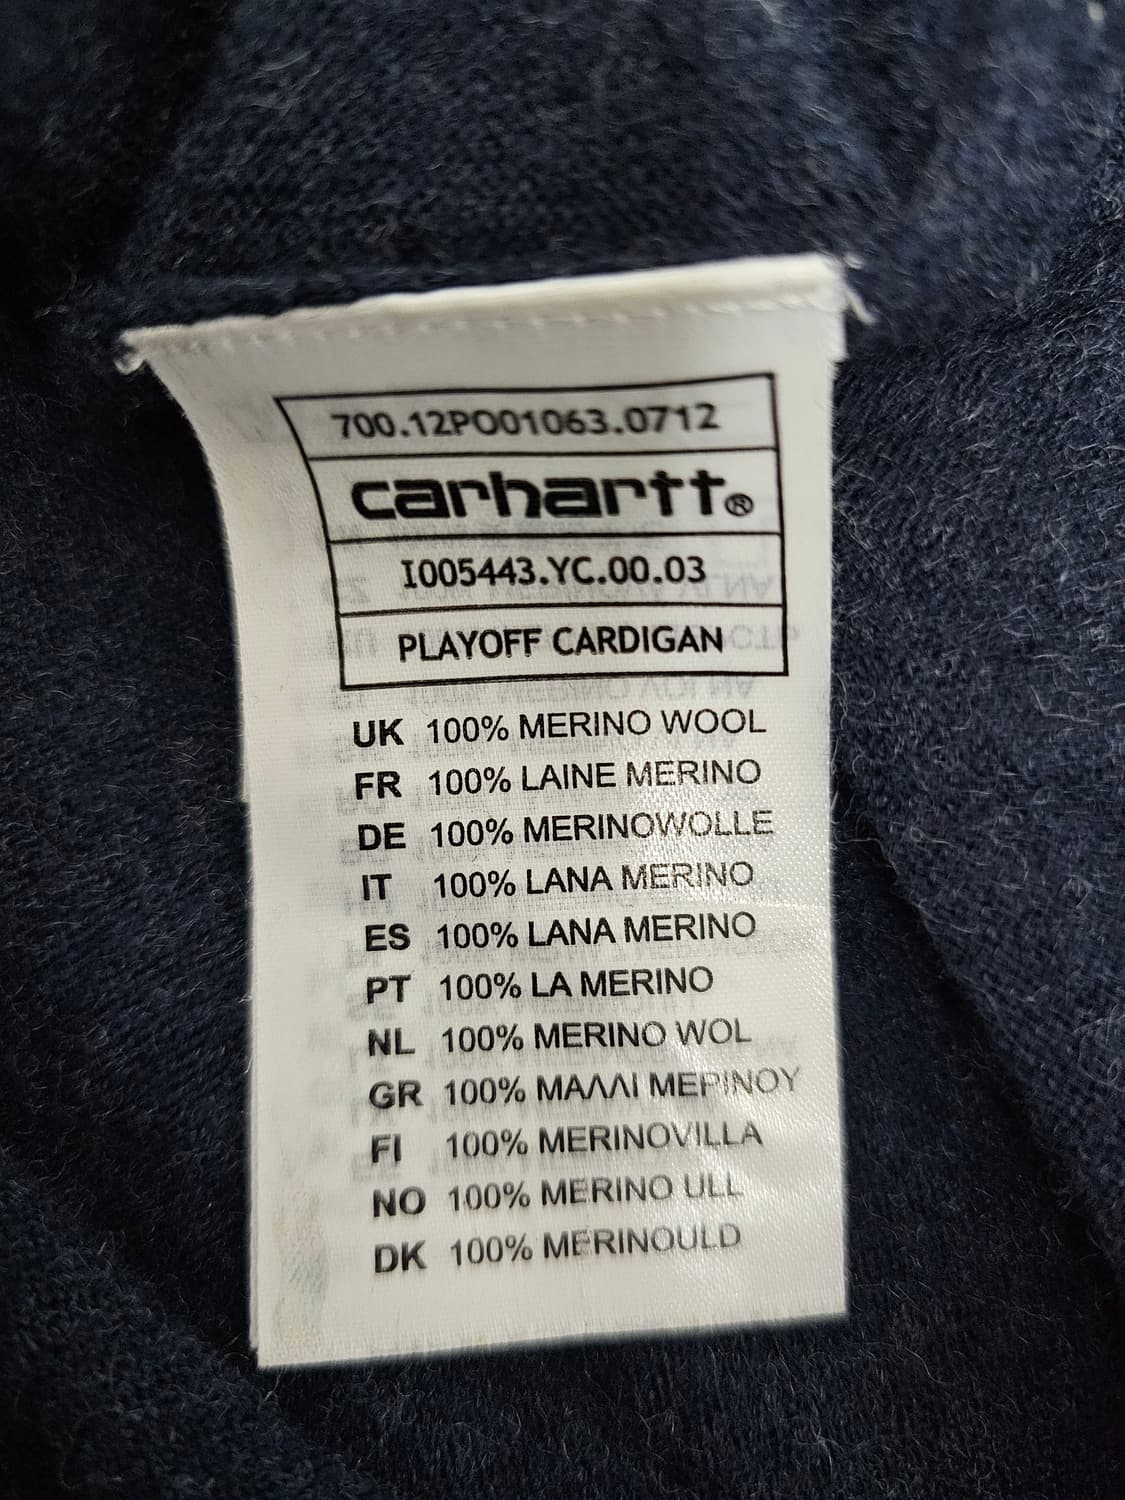 700.12PO01063.0712
carhartt®
I005443.YC.00.03
PLAYOFF CARDIGAN
UK 100% MERINO WOOL
FR 100% LAINE MERINO
DE 100% MERINOWOLLE
IT 100% LANA MERINO
ES 100% LANA MERINO
PT 100% LA MERINO
NL 100% MERINO WOL
GR 100% ΜΑΛΛΙ ΜΕΡΙΝΟΥ
FI 100% MERINOVILLA
NO 100% MERINO ULL
DK 100% MERINOULD